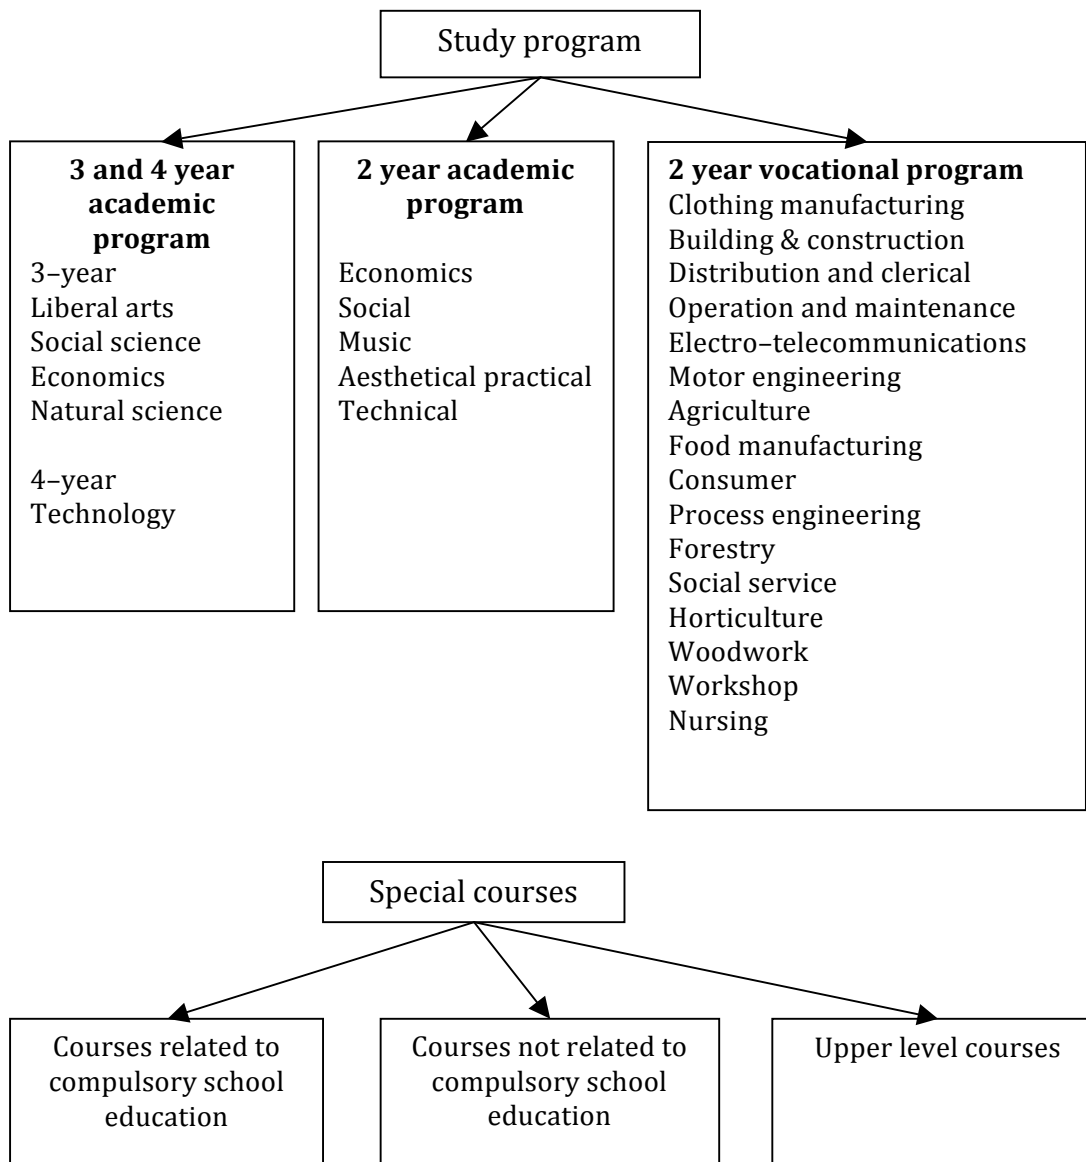 Study program
3 and 4 year
academic
program
3–year
Liberal arts
Social science
Economics
Natural science
4–year
Technology
2 year academic
program
Economics
Social
Music
Aesthetical practical
Technical
2 year vocational program
Clothing manufacturing
Building & construction
Distribution and clerical
Operation and maintenance
Electro–telecommunications
Motor engineering
Agriculture
Food manufacturing
Consumer
Process engineering
Forestry
Social service
Horticulture
Woodwork
Workshop
Nursing
Special courses
Courses related to
compulsory school
education
Courses not related to
compulsory school
education
Upper level courses